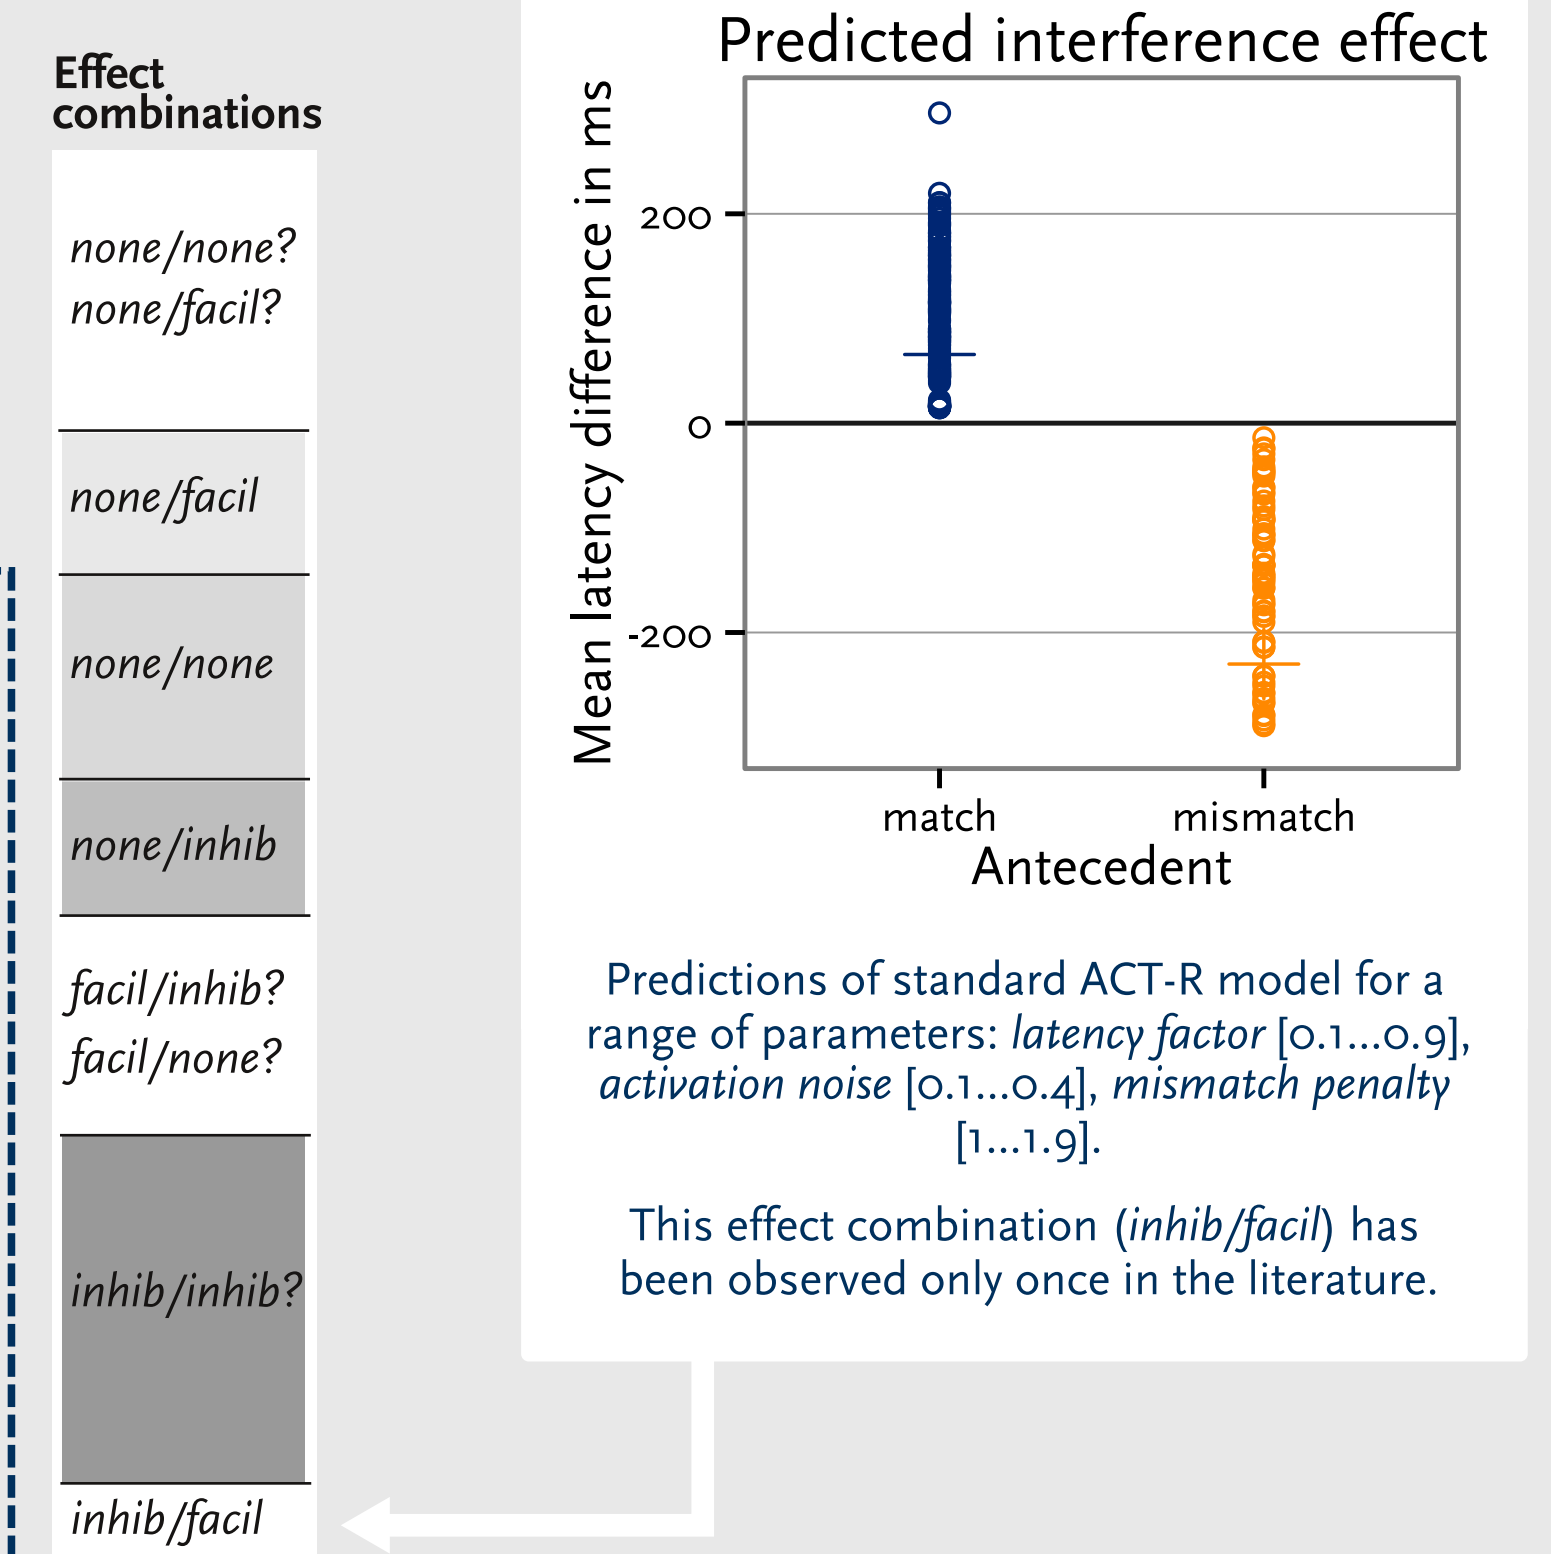 Effect
combinations
none/none?
none/facil?
none/facil
none/none
none/inhib
facil/inhib?
facil/none?
inhib/inhib?
inhib/facil
Predicted interference effect
Mean latency difference in ms
200
0
-200
match
mismatch
Antecedent
Predictions of standard ACT-R model for a
range of parameters: latency factor [0.1...0.9],
activation noise [0.1...0.4], mismatch penalty
[1...1.9].
This effect combination (inhib/facil) has
been observed only once in the literature.